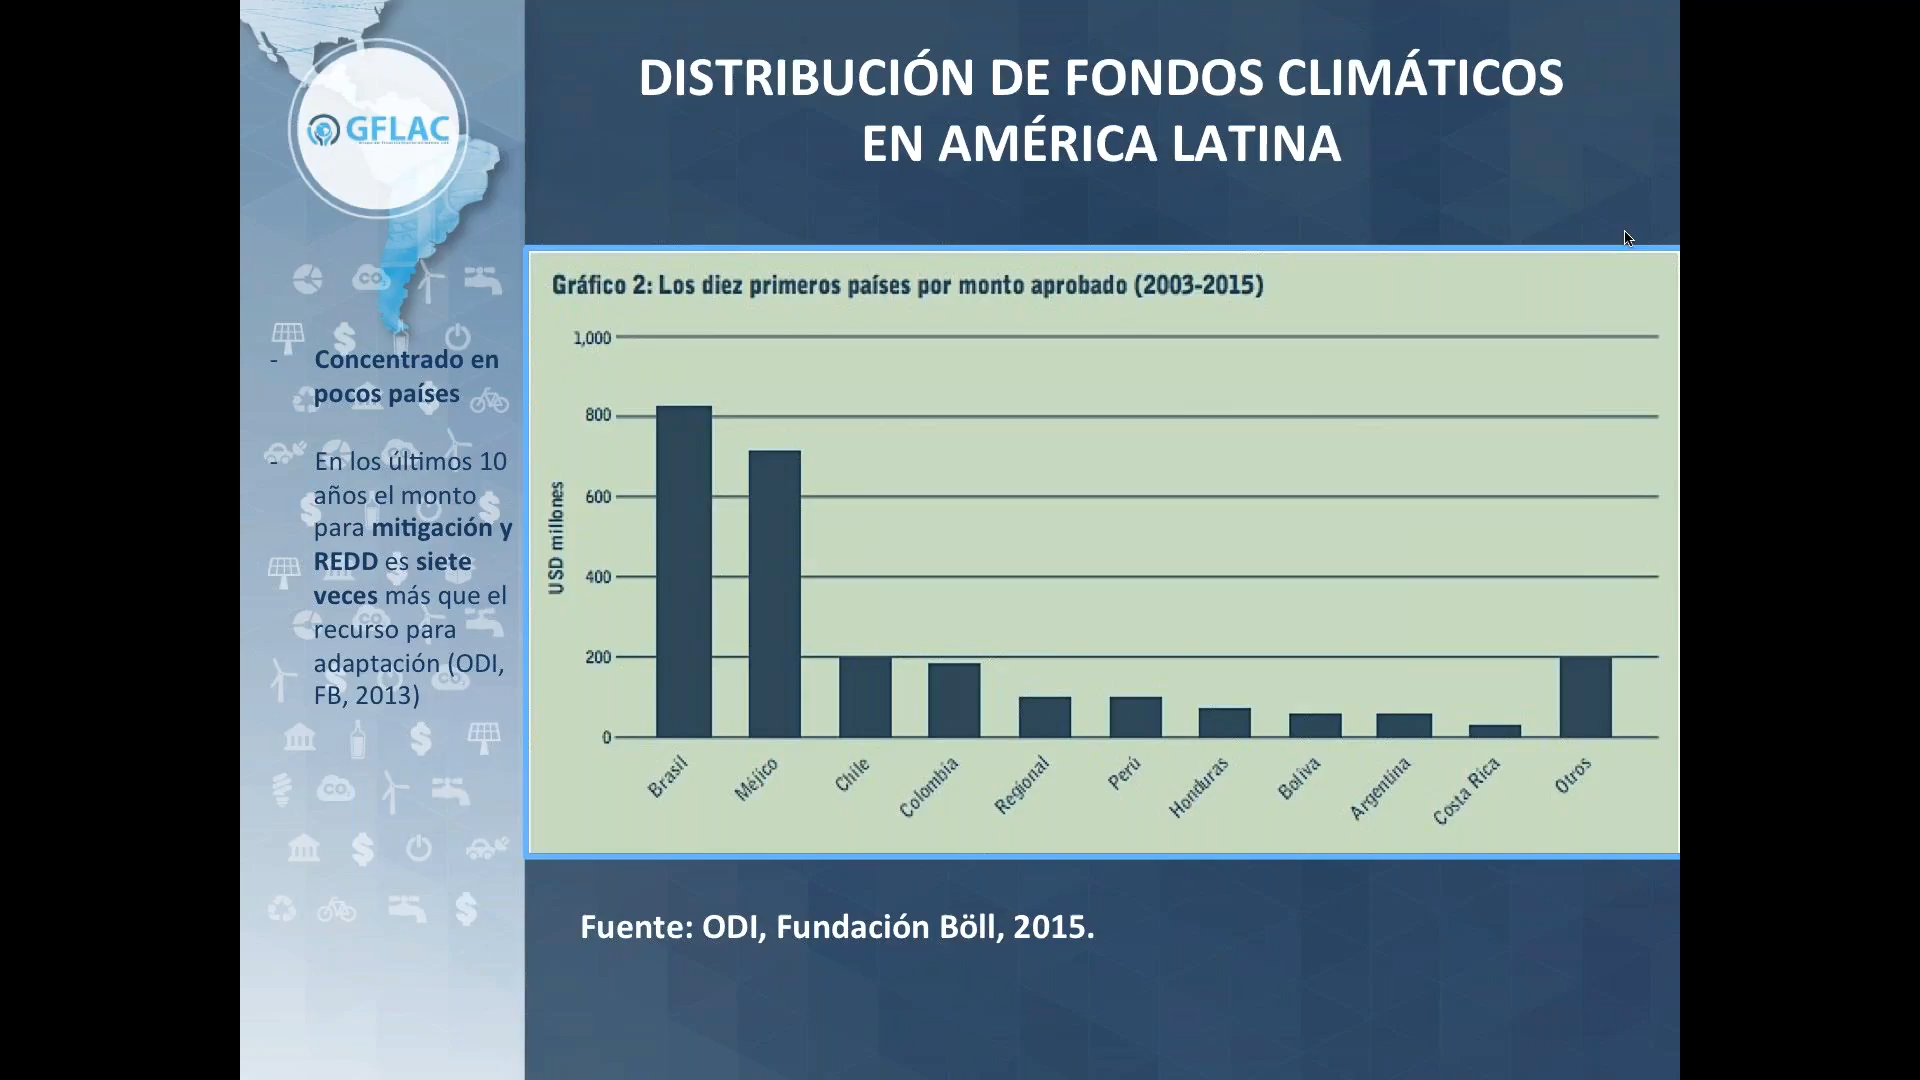 DISTRIBUCIÓN DE FONDOS CLIMÁTICOS
EN AMÉRICA LATINA
GFLAC
- Concentrado en
pocos países
- En los últimos 10
años el monto
para mitigación y
REDD es siete
veces más que el
recurso para
adaptación (ODI,
FB, 2013)
Gráfico 2: Los diez primeros países por monto aprobado (2003-2015)
USD millones
1,000
800
600
400
200
0
Brasil
Méjico
Chile
Colombia
Regional
Perú
Honduras
Boliva
Argentina
Costa Rica
Otros
Fuente: ODI, Fundación Böll, 2015.